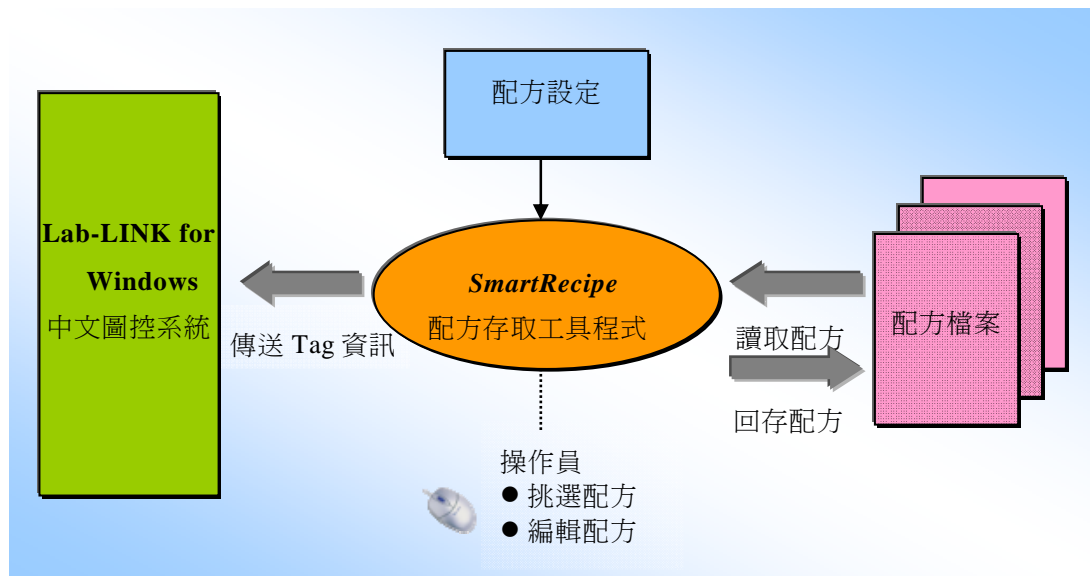 配方設定
Lab-LINK for
Windows
中文圖控系統
傳送 Tag 資訊
SmartRecipe
配方存取工具程式
讀取配方
回存配方
配方檔案
操作員
● 挑選配方
● 編輯配方